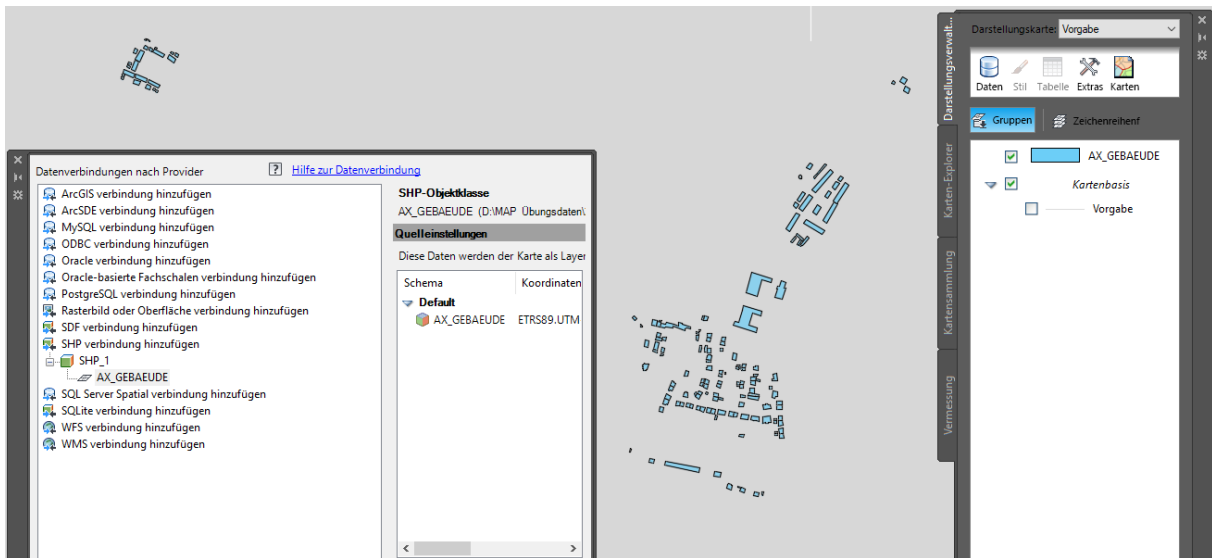 Datenverbindungen nach Provider
? Hilfe zur Datenverbindung
ArcGIS verbindung hinzufügen
ArcSDE verbindung hinzufügen
MySQL verbindung hinzufügen
ODBC verbindung hinzufügen
Oracle verbindung hinzufügen
Oracle-basierte Fachschalen verbindung hinzufügen
PostgreSQL verbindung hinzufügen
Rasterbild oder Oberfläche verbindung hinzufügen
SDF verbindung hinzufügen
SHP verbindung hinzufügen
SHP_1
AX_GEBAEUDE
SQL Server Spatial verbindung hinzufügen
SQLite verbindung hinzufügen
WFS verbindung hinzufügen
WMS verbindung hinzufügen
SHP-Objektklasse
AX_GEBAEUDE (D:\MAP Übungsdaten\
Quelleinstellungen
Diese Daten werden der Karte als Layer
Schema Koordinaten
Default
AX_GEBAEUDE ETRS89.UTM
Darstellungsverwalt...
Karten-Explorer
Kartensammlung
Vermessung
Darstellungskarte: Vorgabe
Daten Stil Tabelle Extras Karten
Gruppen Zeichenreihenf
AX_GEBAEUDE
Kartenbasis
Vorgabe